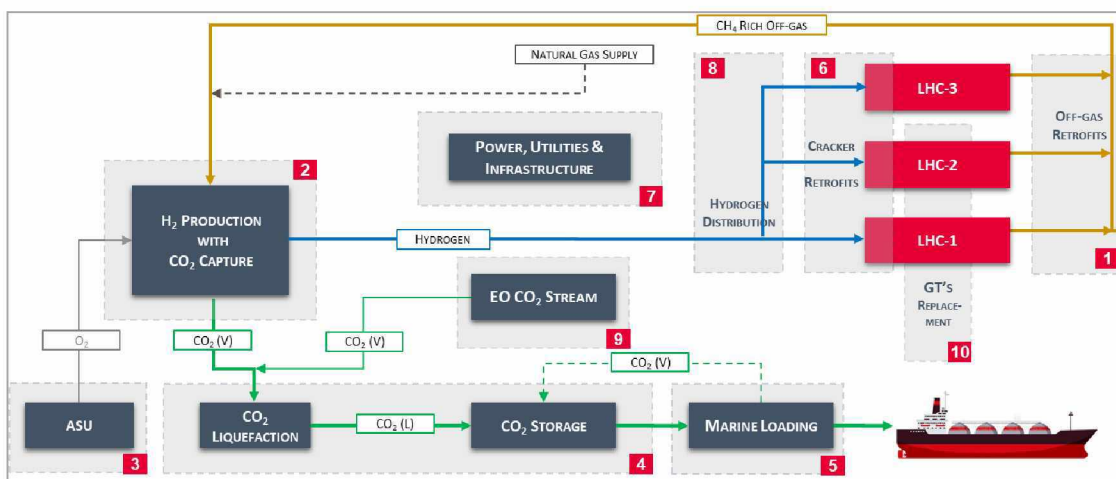 CH₄ RICH OFF-GAS
NATURAL GAS SUPPLY
8
6
LHC-3
OFF-GAS
RETROFITS
POWER, UTILITIES &
INFRASTRUCTURE
7
CRACKER
RETROFITS
LHC-2
2
H₂ PRODUCTION
WITH
CO₂ CAPTURE
HYDROGEN
HYDROGEN
DISTRIBUTION
LHC-1
1
EO CO₂ STREAM
9
GT'S
REPLACE-
MENT
10
O₂
CO₂ (V)
CO₂ (V)
CO₂ (V)
ASU
3
CO₂
LIQUEFACTION
CO₂ (L)
CO₂ STORAGE
4
MARINE LOADING
5